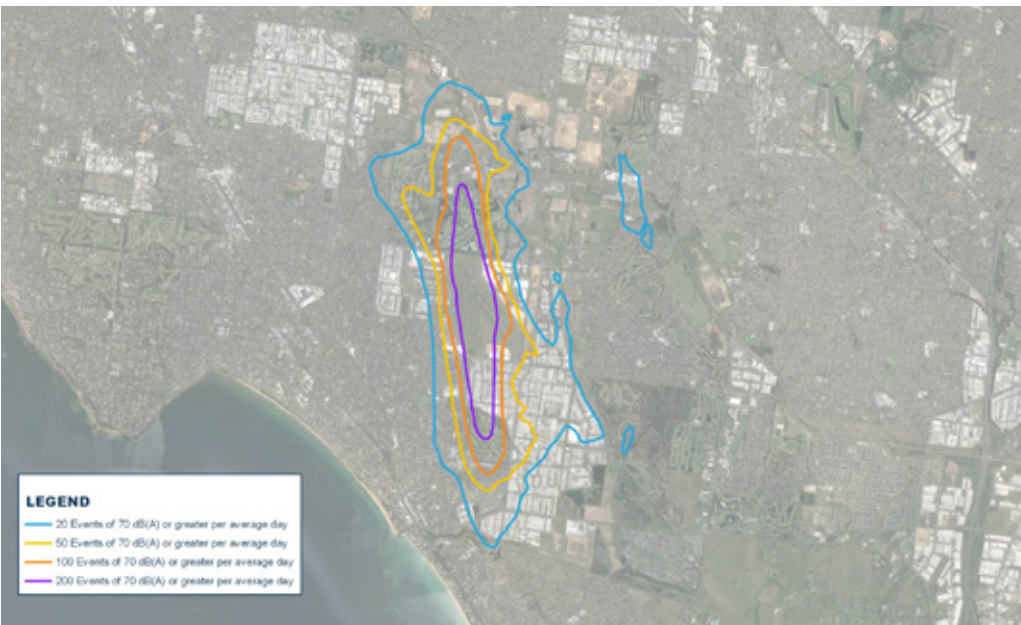 LEGEND
20 Events of 70 dB(A) or greater per average day
50 Events of 70 dB(A) or greater per average day
100 Events of 70 dB(A) or greater per average day
200 Events of 70 dB(A) or greater per average day